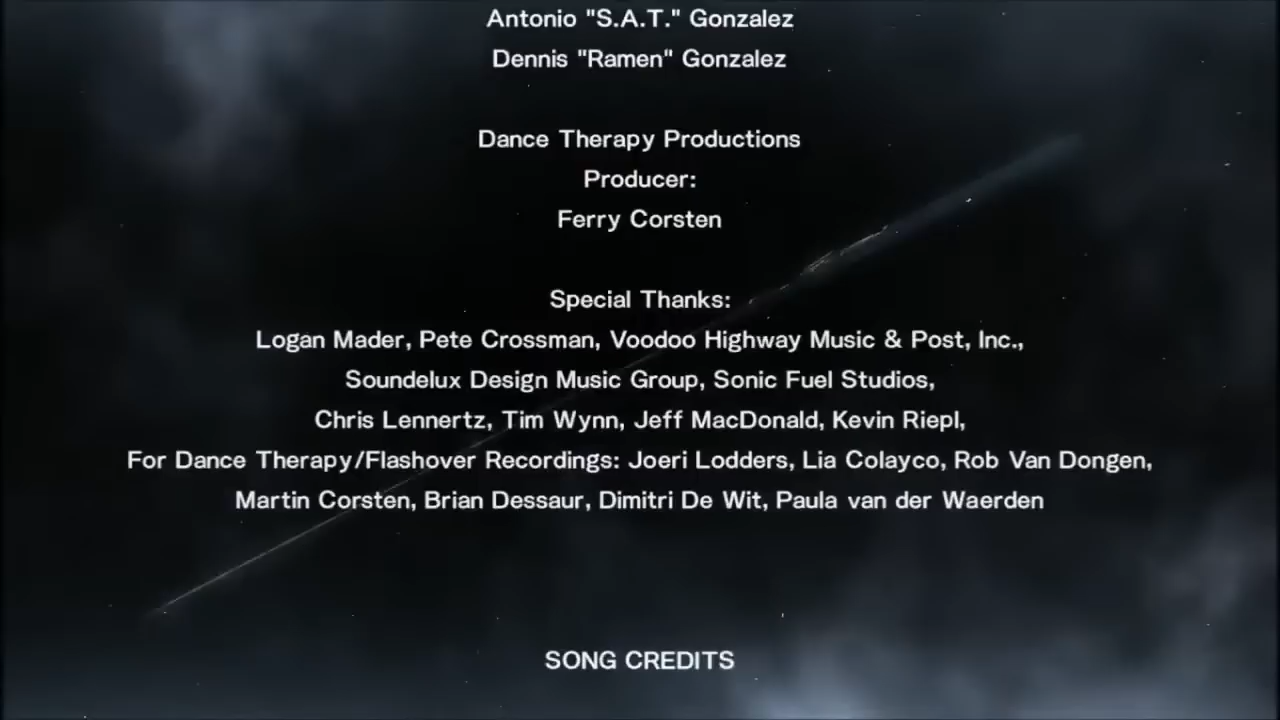 Antonio "S.A.T." Gonzalez
Dennis "Ramen" Gonzalez
Dance Therapy Productions
Producer:
Ferry Corsten
Special Thanks:
Logan Mader, Pete Crossman, Voodoo Highway Music & Post, Inc.,
Soundelux Design Music Group, Sonic Fuel Studios,
Chris Lennertz, Tim Wynn, Jeff MacDonald, Kevin Riepl,
For Dance Therapy/Flashover Recordings: Joeri Lodders, Lia Colayco, Rob Van Dongen,
Martin Corsten, Brian Dessaur, Dimitri De Wit, Paula van der Waerden
SONG CREDITS